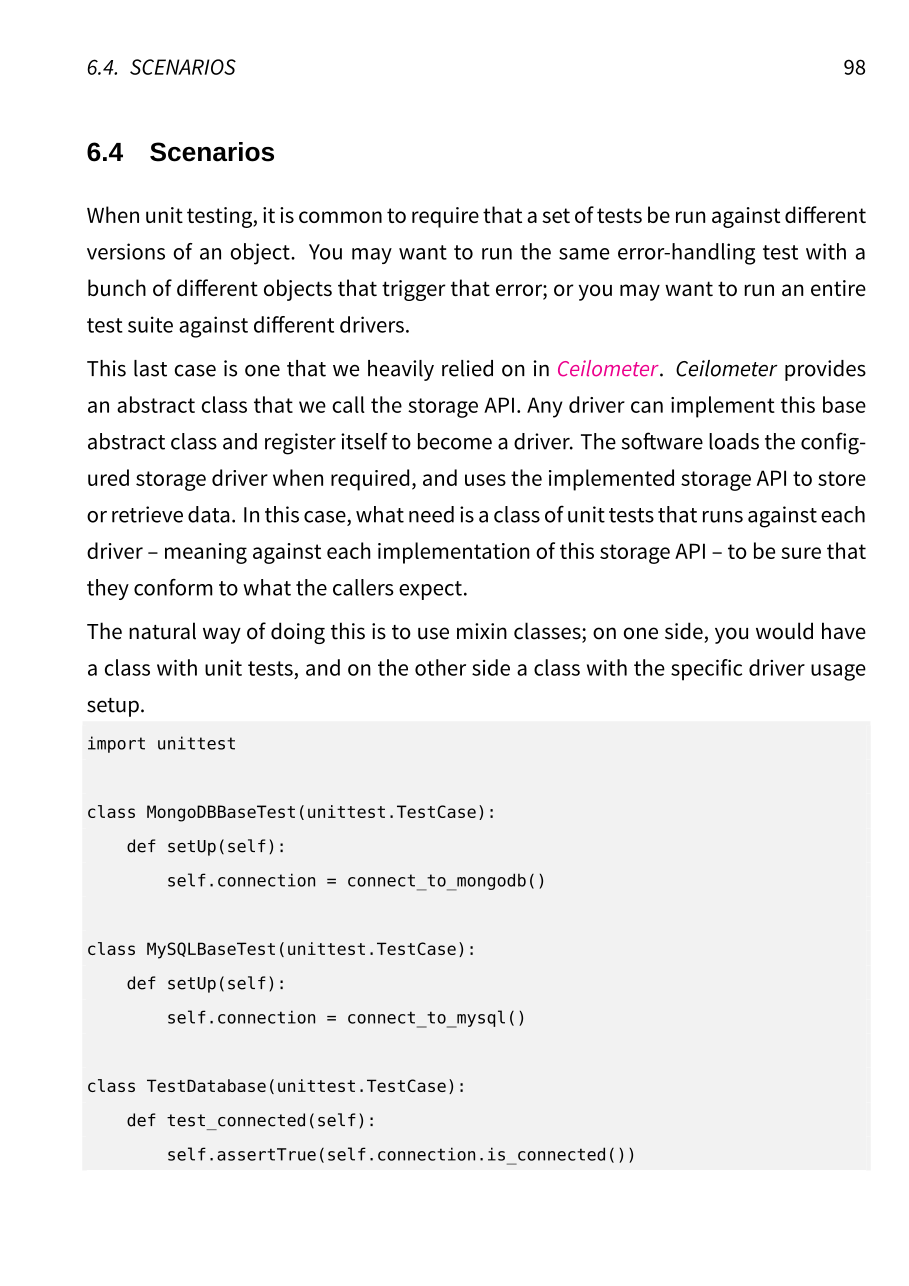 6.4. SCENARIOS 98
6.4 Scenarios
When unit testing, it is common to require that a set of tests be run against different
versions of an object. You may want to run the same error-handling test with a
bunch of different objects that trigger that error; or you may want to run an entire
test suite against different drivers.
This last case is one that we heavily relied on in Ceilometer. Ceilometer provides
an abstract class that we call the storage API. Any driver can implement this base
abstract class and register itself to become a driver. The software loads the config-
ured storage driver when required, and uses the implemented storage API to store
or retrieve data. In this case, what need is a class of unit tests that runs against each
driver – meaning against each implementation of this storage API – to be sure that
they conform to what the callers expect.
The natural way of doing this is to use mixin classes; on one side, you would have
a class with unit tests, and on the other side a class with the specific driver usage
setup.
import unittest

class MongoDBBaseTest(unittest.TestCase):
    def setUp(self):
        self.connection = connect_to_mongodb()

class MySQLBaseTest(unittest.TestCase):
    def setUp(self):
        self.connection = connect_to_mysql()

class TestDatabase(unittest.TestCase):
    def test_connected(self):
        self.assertTrue(self.connection.is_connected())